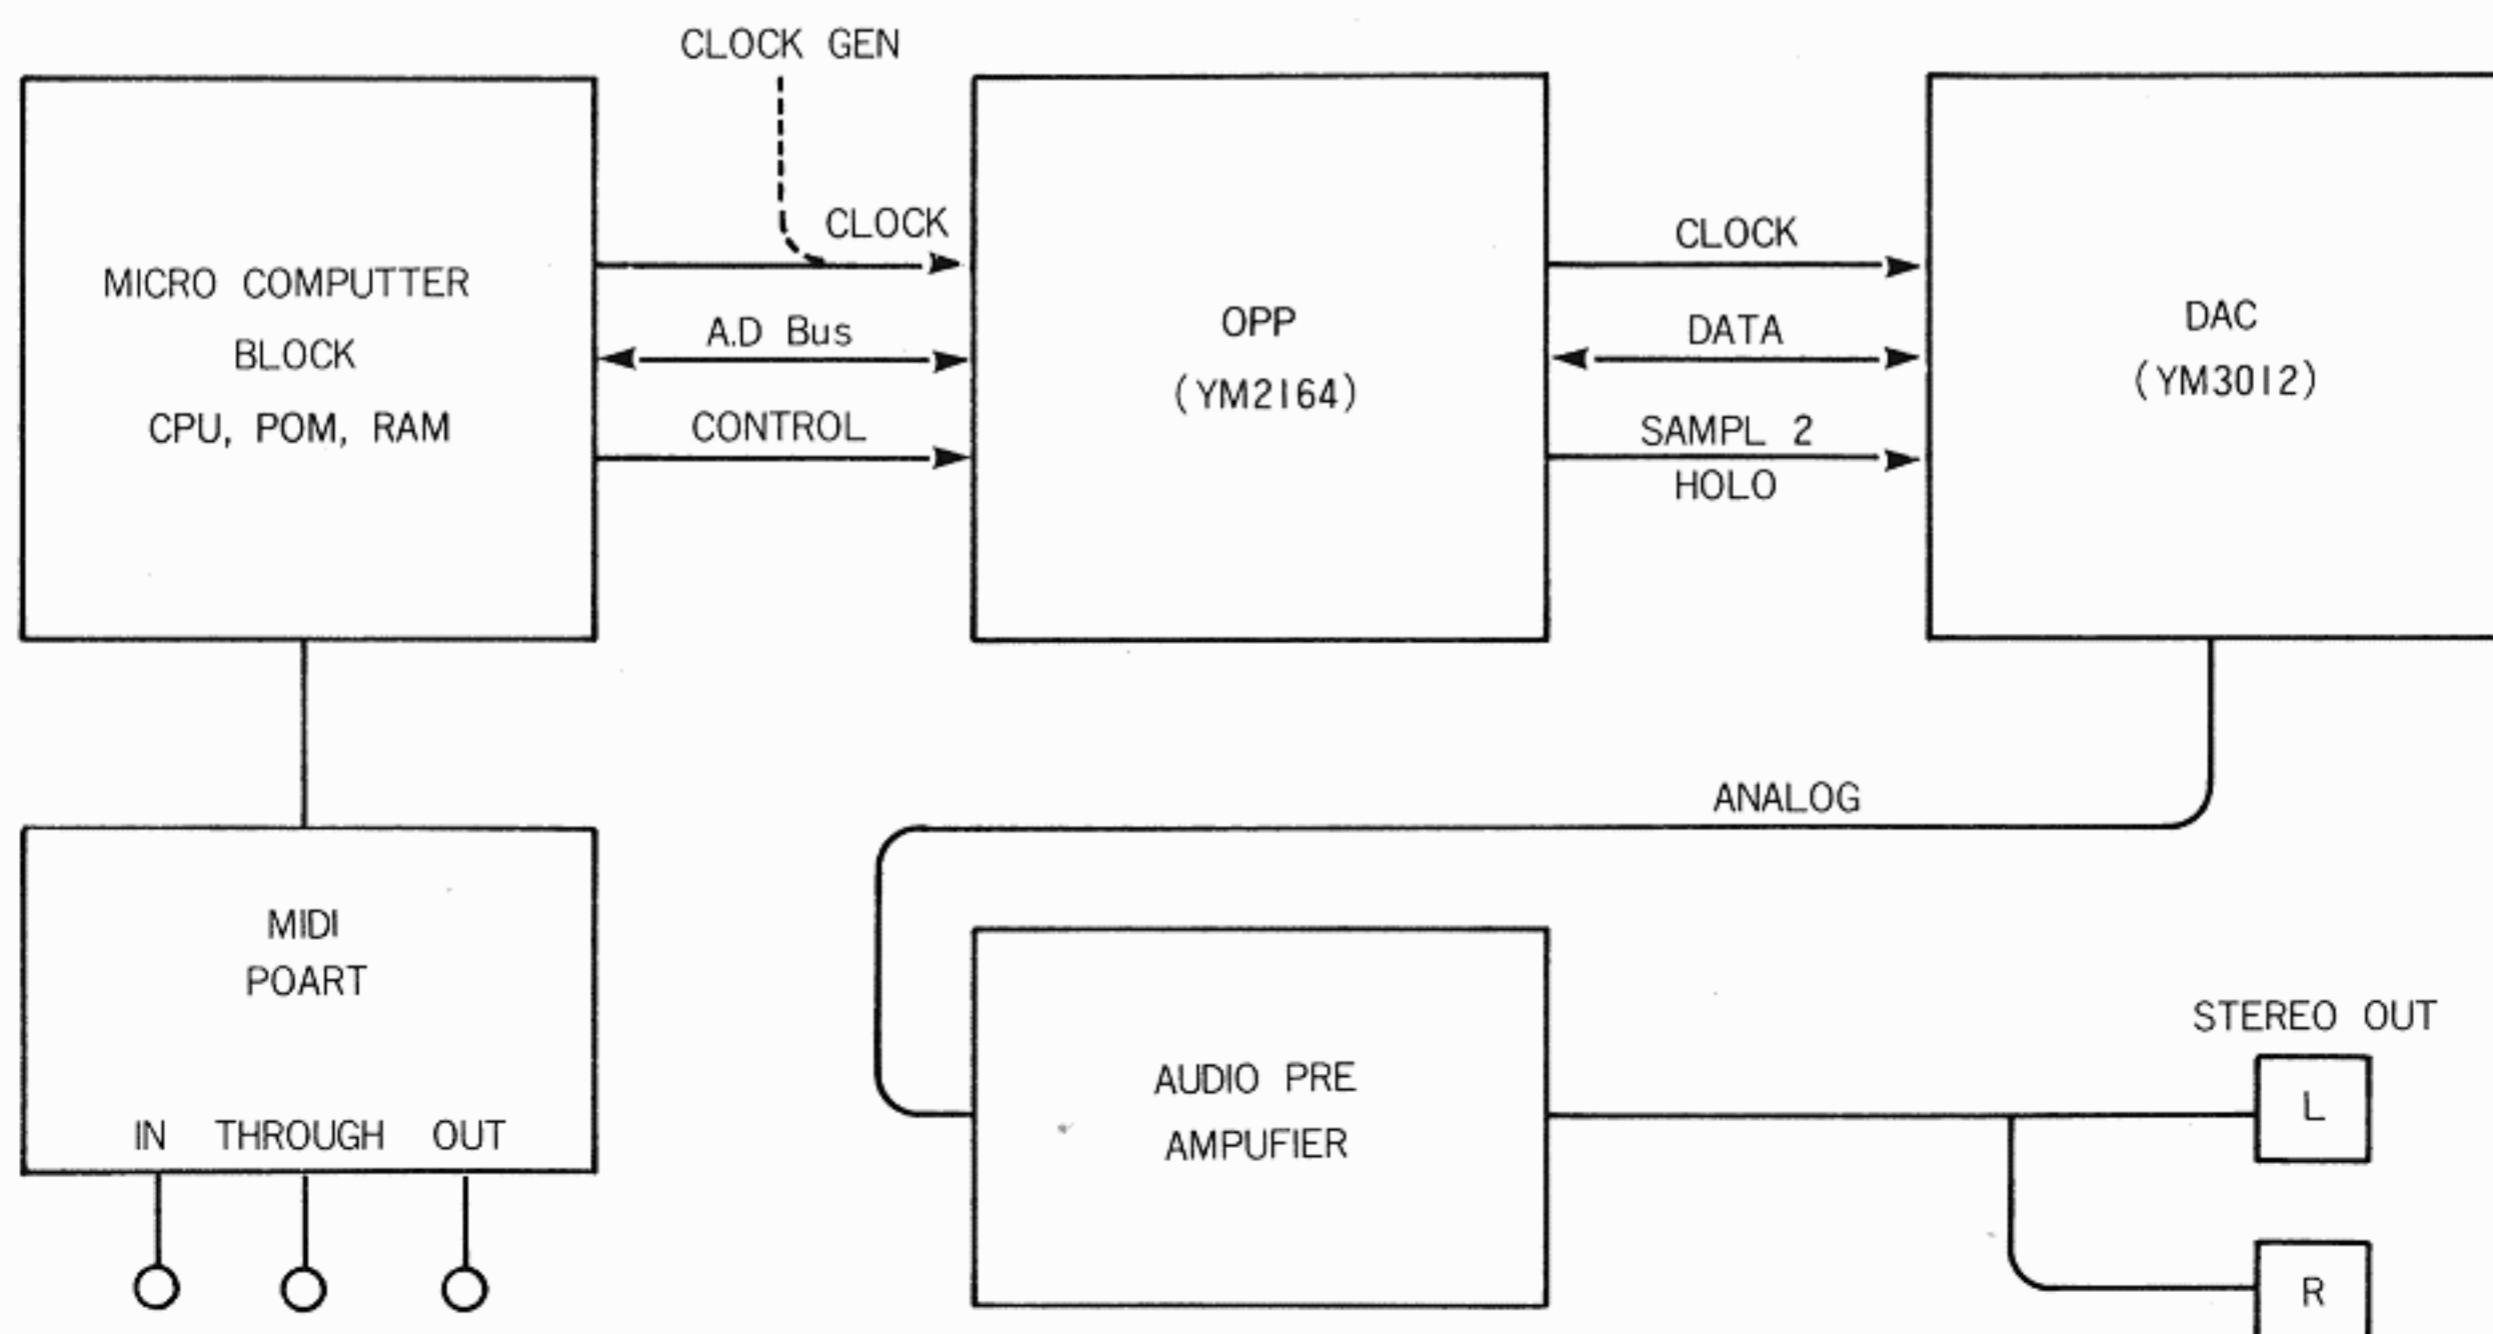 CLOCK GEN
MICRO COMPUTTER
BLOCK
CPU, POM, RAM
CLOCK
A.D Bus
CONTROL
OPP
(YM2164)
CLOCK
DATA
SAMPL 2
HOLO
DAC
(YM3012)
ANALOG
MIDI
POART
IN THROUGH OUT
AUDIO PRE
AMPUFIER
STEREO OUT
L
R